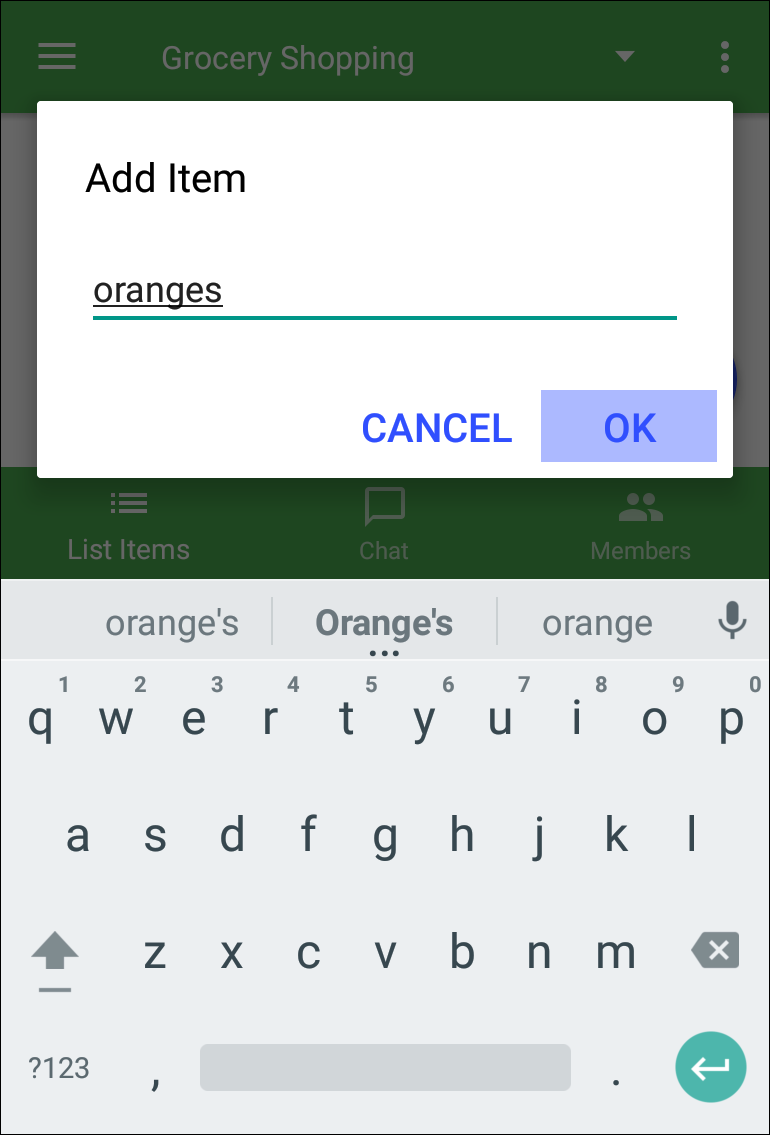 Grocery Shopping
Add Item
oranges
CANCEL OK
List Items Chat Members
orange's Orange's orange
1 2 3 4 5 6 7 8 9 0
q w e r t y u i o p
a s d f g h j k l
z x c v b n m
?123 , .